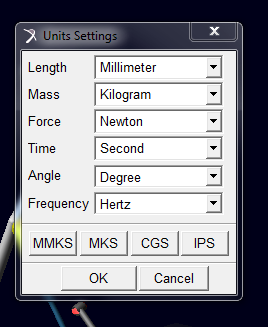 Units Settings
Length Millimeter
Mass Kilogram
Force Newton
Time Second
Angle Degree
Frequency Hertz
MMKS MKS CGS IPS
OK Cancel